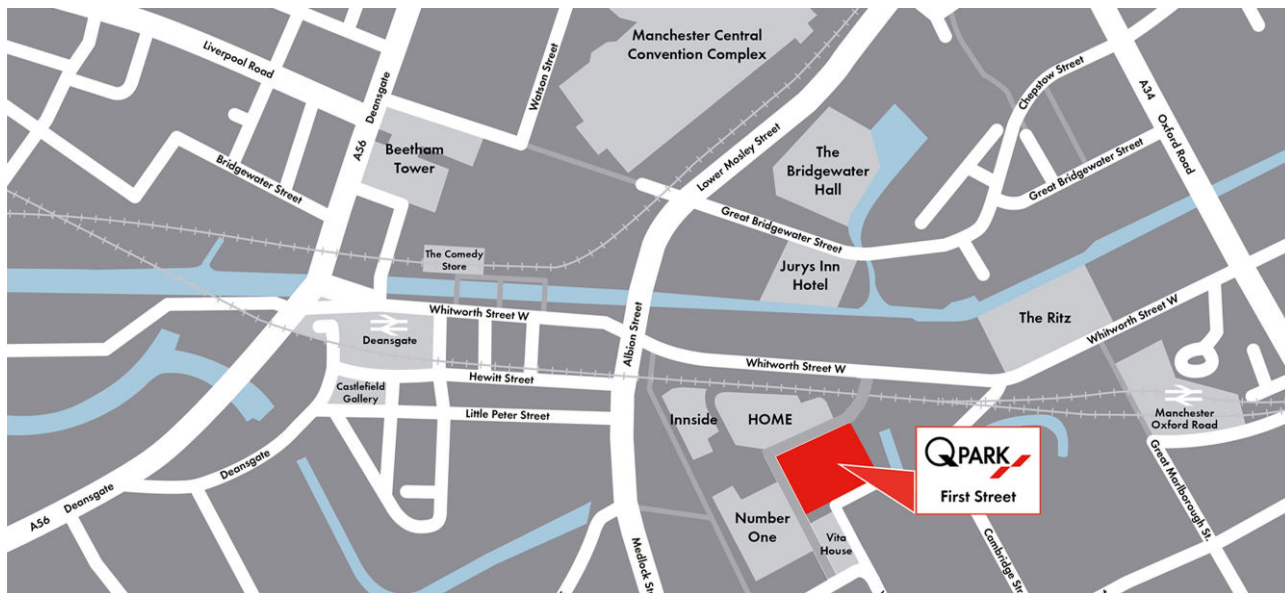 Manchester Central
Convention Complex
Liverpool Road
Watson Street
A56 Deansgate
Chepstow Street
A34 Oxford Road
Beetham
Tower
Lower Mosley Street
The
Bridgewater
Hall
Bridgewater Street
Great Bridgewater Street
Great Bridgewater Street
The Comedy
Store
Jurys Inn
Hotel
Whitworth Street W
Albion Street
The Ritz
Whitworth Street W
Deansgate
Whitworth Street W
Hewitt Street
Castlefield
Gallery
Little Peter Street
Innside
HOME
Manchester
Oxford Road
QPARK
First Street
Deansgate
A56 Deansgate
Great Marlborough St.
Number
One
Vita
House
Medlock Street
Cambridge Street